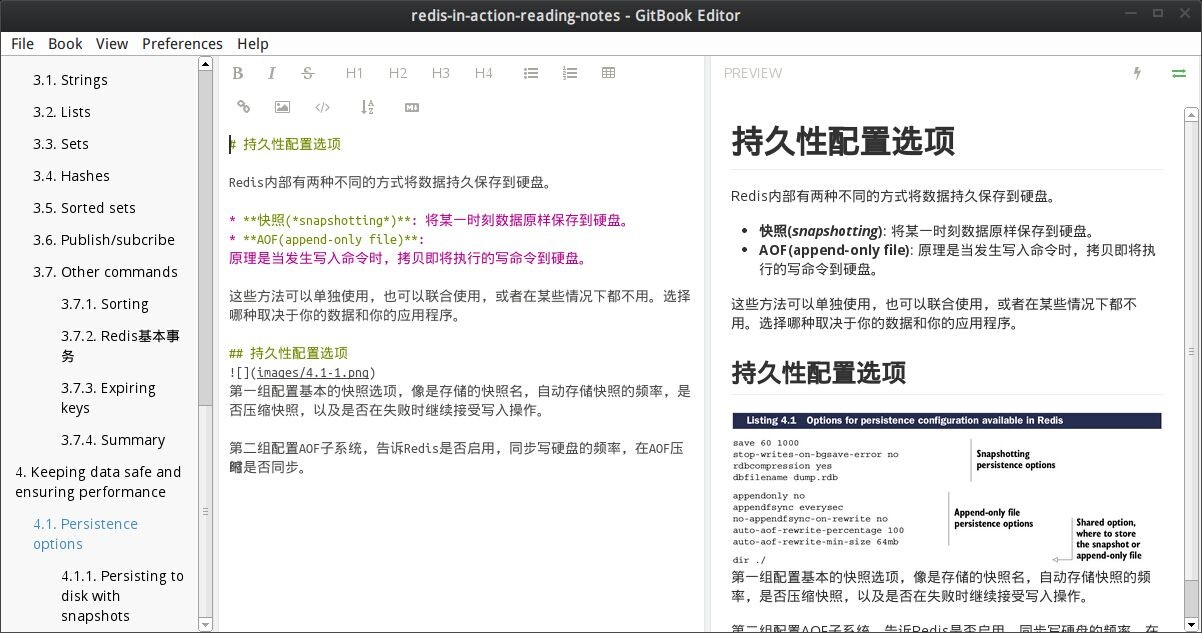 redis-in-action-reading-notes - GitBook Editor
File Book View Preferences Help
3.1. Strings
3.2. Lists
3.3. Sets
3.4. Hashes
3.5. Sorted sets
3.6. Publish/subcribe
3.7. Other commands
3.7.1. Sorting
3.7.2. Redis基本事
务
3.7.3. Expiring
keys
3.7.4. Summary
4. Keeping data safe and
ensuring performance
4.1. Persistence
options
4.1.1. Persisting to
disk with
snapshots
B I S H1 H2 H3 H4
# 持久性配置选项
Redis内部有两种不同的方式将数据持久保存到硬盘。
* **快照(*snapshotting*)**: 将某一时刻数据原样保存到硬盘。
* **AOF(append-only file)**:
原理是当发生写入命令时，拷贝即将执行的写命令到硬盘。
这些方法可以单独使用，也可以联合使用，或者在某些情况下都不用。选择
哪种取决于你的数据和你的应用程序。
## 持久性配置选项
![](images/4.1-1.png)
第一组配置基本的快照选项，像是存储的快照名，自动存储快照的频率，是
否压缩快照，以及是否在失败时继续接受写入操作。
第二组配置AOF子系统，告诉Redis是否启用，同步写硬盘的频率，在AOF压
缩是否同步。
PREVIEW
持久性配置选项
Redis内部有两种不同的方式将数据持久保存到硬盘。
• 快照(snapshotting): 将某一时刻数据原样保存到硬盘。
• AOF(append-only file): 原理是当发生写入命令时，拷贝即将执
行的写命令到硬盘。
这些方法可以单独使用，也可以联合使用，或者在某些情况下都不
用。选择哪种取决于你的数据和你的应用程序。
持久性配置选项
Listing 4.1 Options for persistence configuration available in Redis
save 60 1000
stop-writes-on-bgsave-error no
rdbcompression yes
dbfilename dump.rdb
Snapshotting
persistence options
appendonly no
appendfsync everysec
no-appendfsync-on-rewrite no
auto-aof-rewrite-percentage 100
auto-aof-rewrite-min-size 64mb
Append-only file
persistence options
dir ./
Shared option,
where to store
the snapshot or
append-only file
第一组配置基本的快照选项，像是存储的快照名，自动存储快照的频
率，是否压缩快照，以及是否在失败时继续接受写入操作。
第二组配置AOF子系统，告诉Redis是否启用，同步写硬盘的频率，在